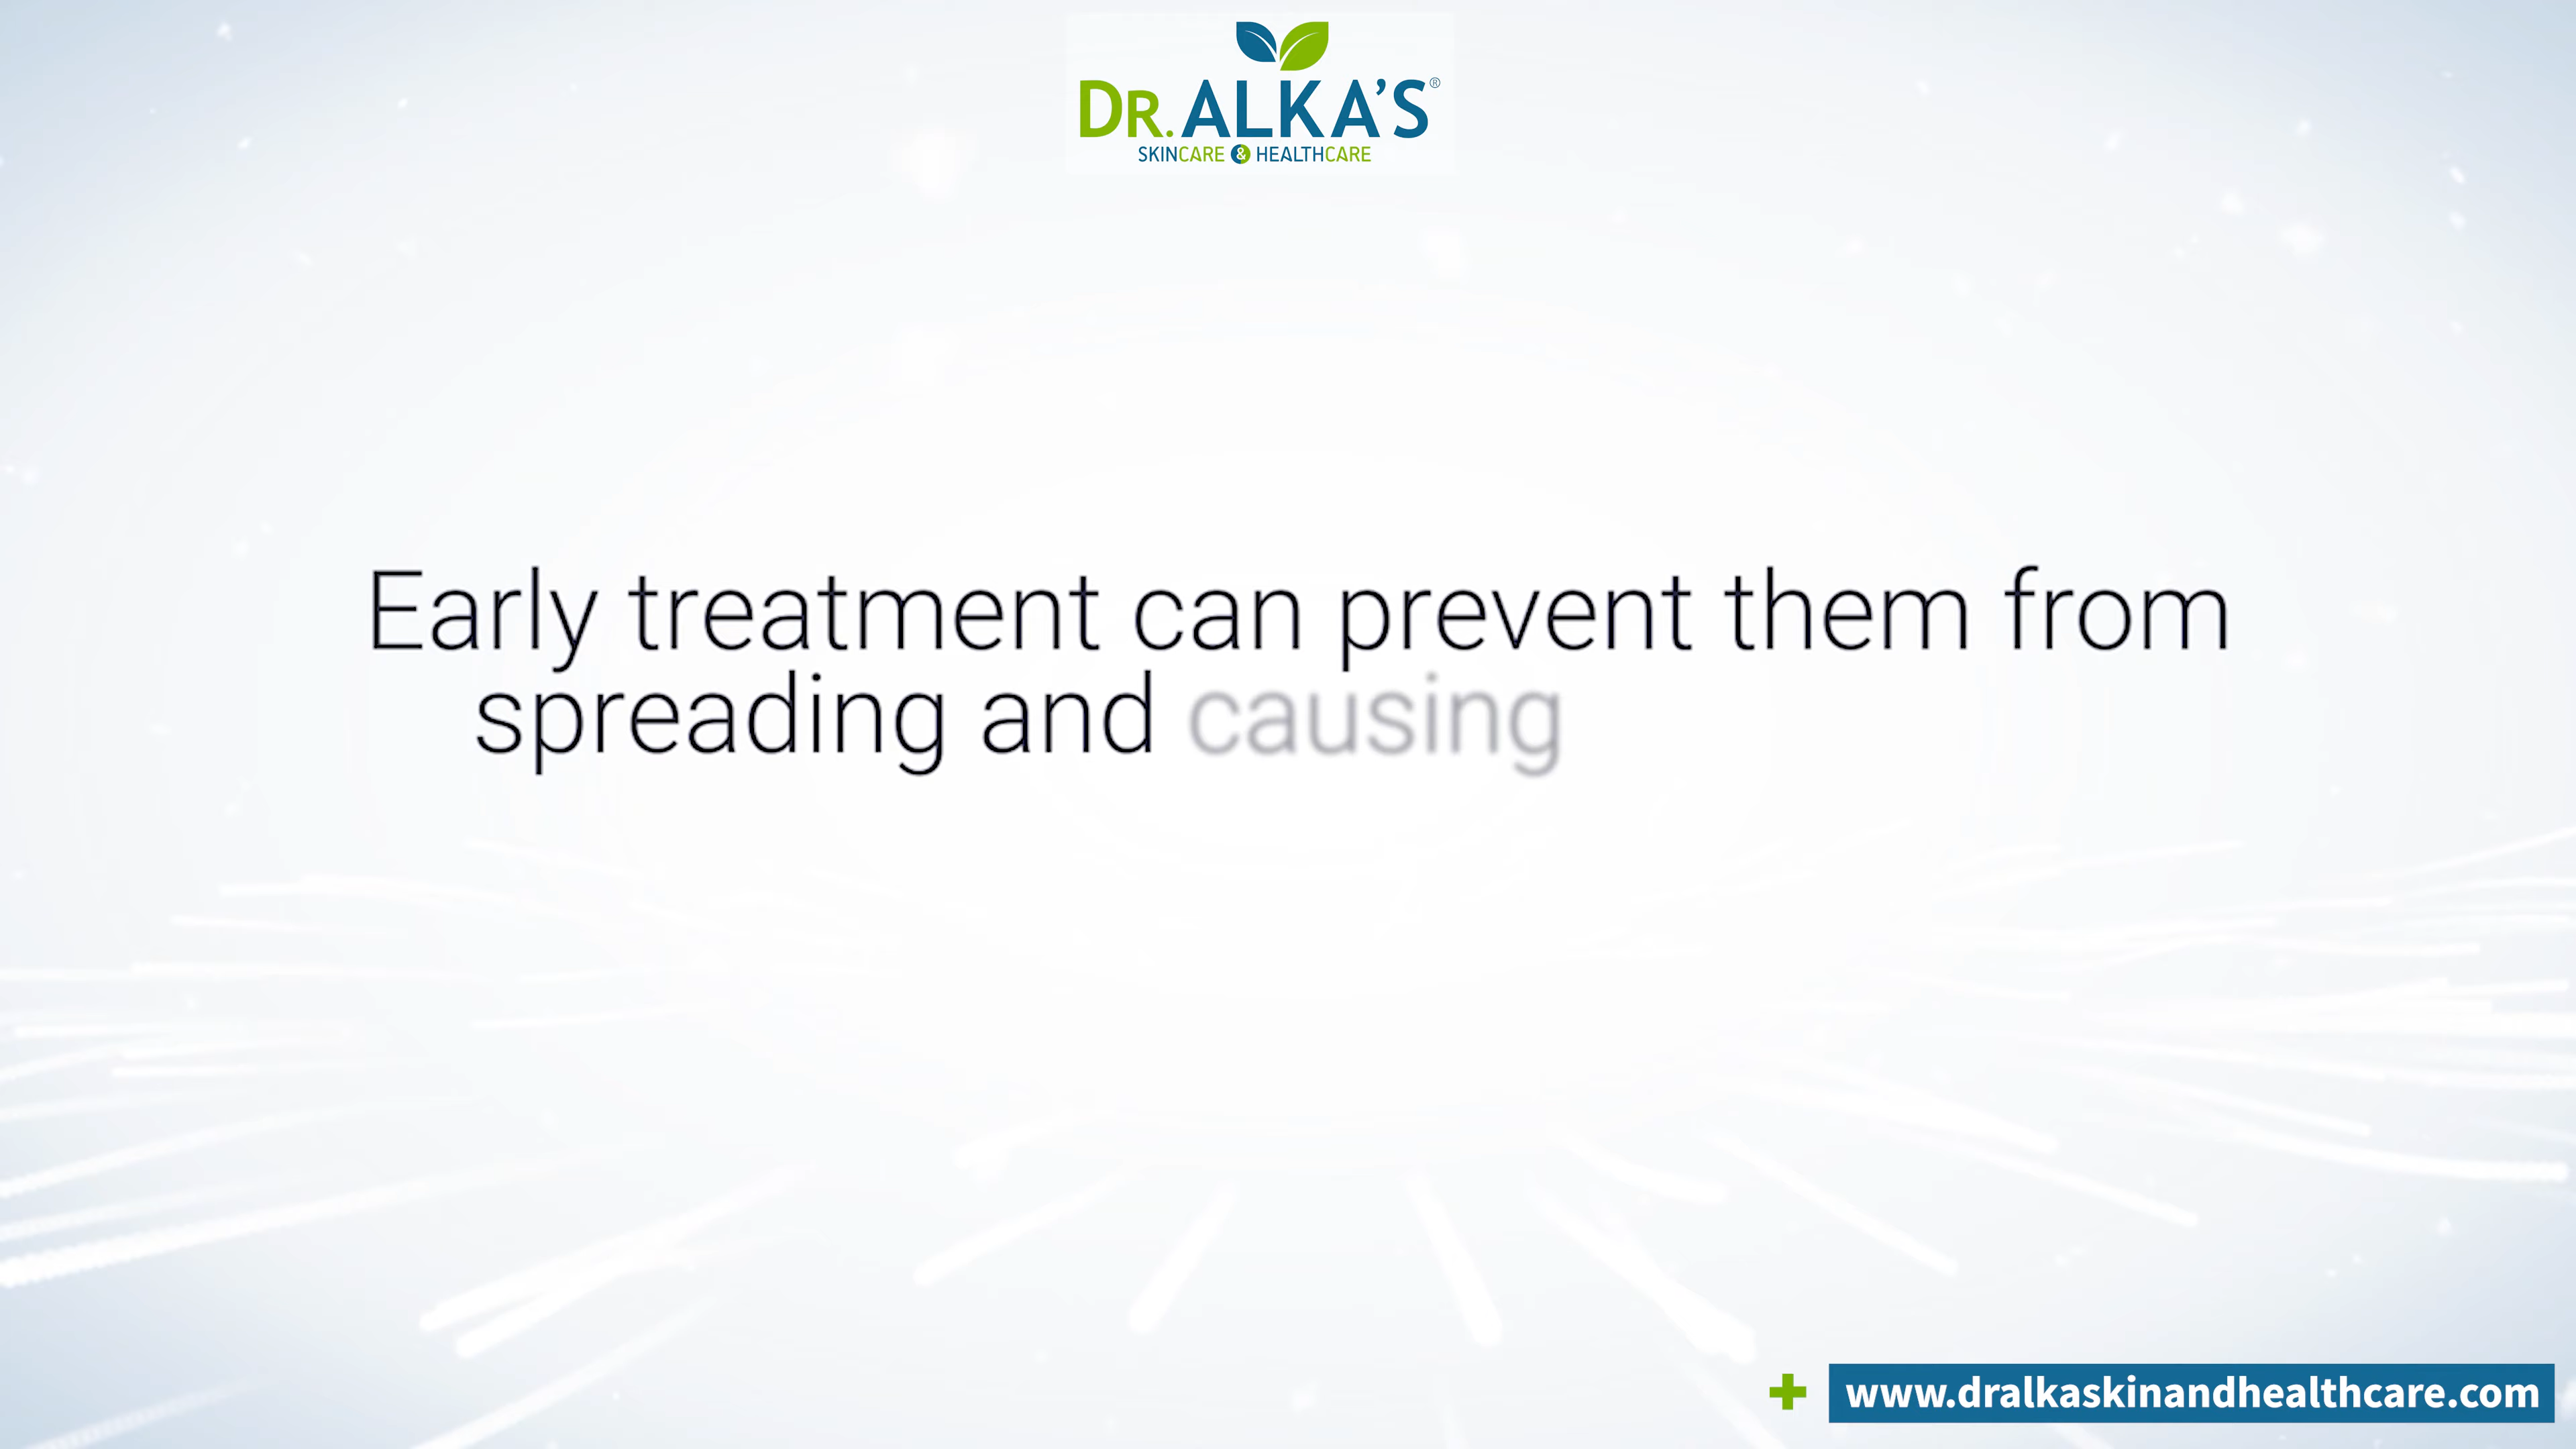 DR. ALKA'S®
SKINCARE & HEALTHCARE
Early treatment can prevent them from
spreading and causing
www.dralkaskinandhealthcare.com